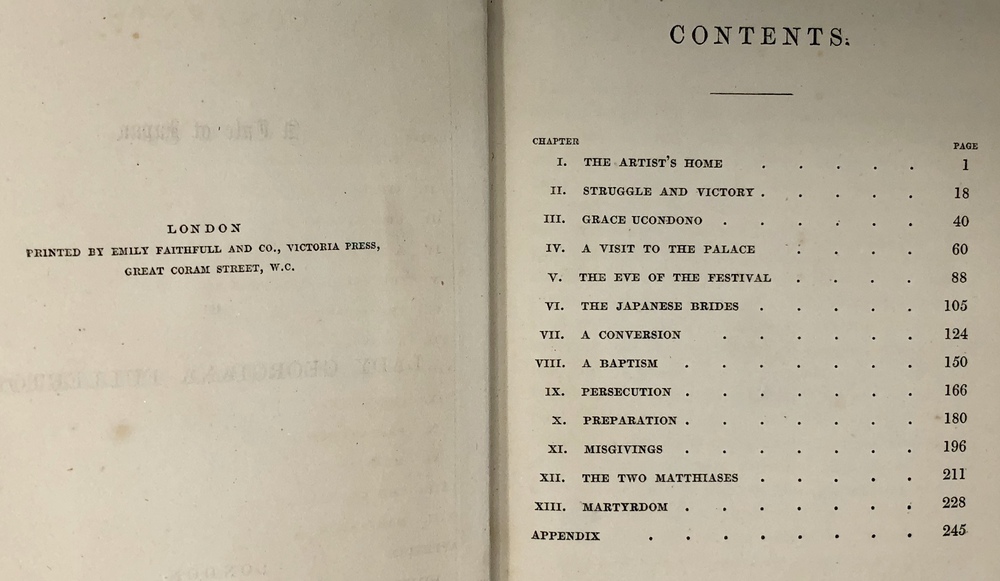 LONDON
PRINTED BY EMILY FAITHFULL AND CO., VICTORIA PRESS,
GREAT CORAM STREET, W.C.
CONTENTS.
CHAPTER PAGE
I. THE ARTIST'S HOME . . . . . 1
II. STRUGGLE AND VICTORY . . . . . 18
III. GRACE UCONDONO . . . . . . 40
IV. A VISIT TO THE PALACE . . . . 60
V. THE EVE OF THE FESTIVAL . . . . 88
VI. THE JAPANESE BRIDES . . . . . 105
VII. A CONVERSION . . . . . . 124
VIII. A BAPTISM . . . . . . . 150
IX. PERSECUTION . . . . . . . 166
X. PREPARATION . . . . . . . 180
XI. MISGIVINGS . . . . . . . 196
XII. THE TWO MATTHIASES . . . . . 211
XIII. MARTYRDOM . . . . . . . 228
APPENDIX . . . . . . . . 245